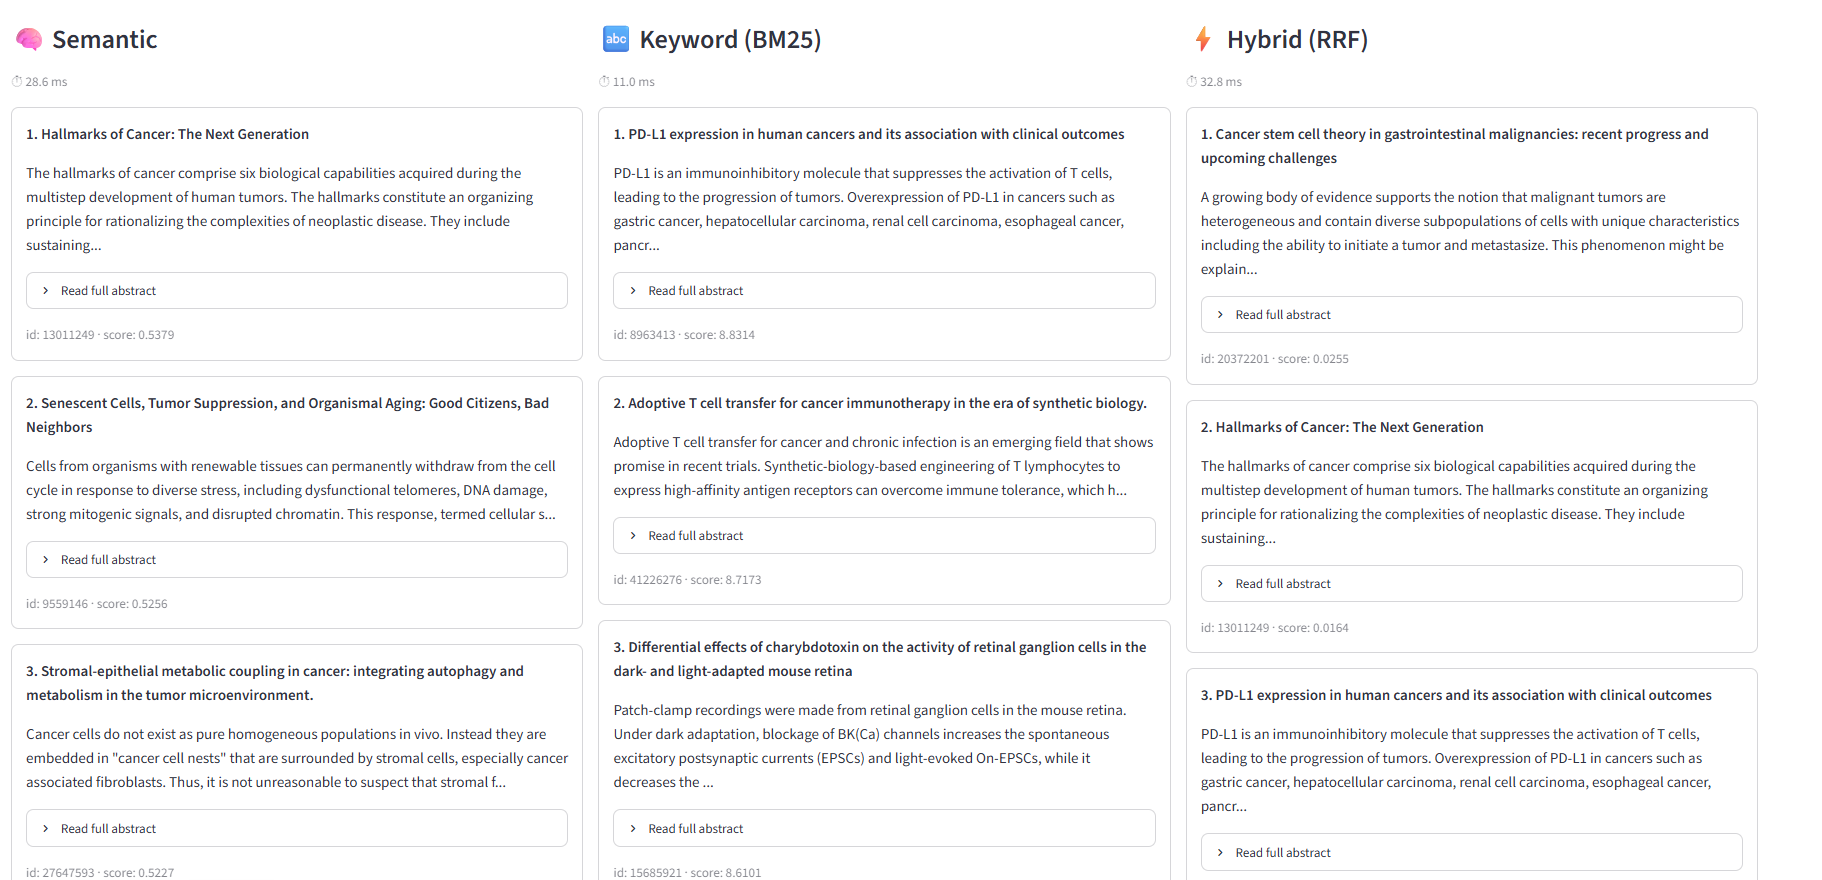 Semantic
28.6 ms
1. Hallmarks of Cancer: The Next Generation
The hallmarks of cancer comprise six biological capabilities acquired during the
multistep development of human tumors. The hallmarks constitute an organizing
principle for rationalizing the complexities of neoplastic disease. They include
sustaining...
Read full abstract
id: 13011249 · score: 0.5379
2. Senescent Cells, Tumor Suppression, and Organismal Aging: Good Citizens, Bad
Neighbors
Cells from organisms with renewable tissues can permanently withdraw from the cell
cycle in response to diverse stress, including dysfunctional telomeres, DNA damage,
strong mitogenic signals, and disrupted chromatin. This response, termed cellular s...
Read full abstract
id: 9559146 · score: 0.5256
3. Stromal-epithelial metabolic coupling in cancer: integrating autophagy and
metabolism in the tumor microenvironment.
Cancer cells do not exist as pure homogeneous populations in vivo. Instead they are
embedded in "cancer cell nests" that are surrounded by stromal cells, especially cancer
associated fibroblasts. Thus, it is not unreasonable to suspect that stromal f...
Read full abstract
id: 27647593 · score: 0.5227
abc Keyword (BM25)
11.0 ms
1. PD-L1 expression in human cancers and its association with clinical outcomes
PD-L1 is an immunoinhibitory molecule that suppresses the activation of T cells,
leading to the progression of tumors. Overexpression of PD-L1 in cancers such as
gastric cancer, hepatocellular carcinoma, renal cell carcinoma, esophageal cancer,
pancr...
Read full abstract
id: 8963413 · score: 8.8314
2. Adoptive T cell transfer for cancer immunotherapy in the era of synthetic biology.
Adoptive T cell transfer for cancer and chronic infection is an emerging field that shows
promise in recent trials. Synthetic-biology-based engineering of T lymphocytes to
express high-affinity antigen receptors can overcome immune tolerance, which h...
Read full abstract
id: 41226276 · score: 8.7173
3. Differential effects of charybdotoxin on the activity of retinal ganglion cells in the
dark- and light-adapted mouse retina
Patch-clamp recordings were made from retinal ganglion cells in the mouse retina.
Under dark adaptation, blockage of BK(Ca) channels increases the spontaneous
excitatory postsynaptic currents (EPSCs) and light-evoked On-EPSCs, while it
decreases the ...
Read full abstract
id: 15685921 · score: 8.6101
Hybrid (RRF)
32.8 ms
1. Cancer stem cell theory in gastrointestinal malignancies: recent progress and
upcoming challenges
A growing body of evidence supports the notion that malignant tumors are
heterogeneous and contain diverse subpopulations of cells with unique characteristics
including the ability to initiate a tumor and metastasize. This phenomenon might be
explain...
Read full abstract
id: 20372201 · score: 0.0255
2. Hallmarks of Cancer: The Next Generation
The hallmarks of cancer comprise six biological capabilities acquired during the
multistep development of human tumors. The hallmarks constitute an organizing
principle for rationalizing the complexities of neoplastic disease. They include
sustaining...
Read full abstract
id: 13011249 · score: 0.0164
3. PD-L1 expression in human cancers and its association with clinical outcomes
PD-L1 is an immunoinhibitory molecule that suppresses the activation of T cells,
leading to the progression of tumors. Overexpression of PD-L1 in cancers such as
gastric cancer, hepatocellular carcinoma, renal cell carcinoma, esophageal cancer,
pancr...
Read full abstract